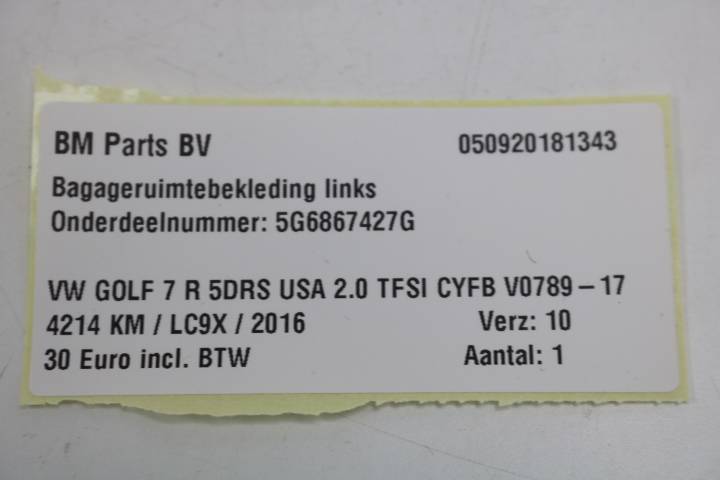 BM Parts BV 050920181343
Bagageruimtebekleding links
Onderdeelnummer: 5G6867427G
VW GOLF 7 R 5DRS USA 2.0 TFSI CYFB V0789-17
4214 KM / LC9X / 2016 Verz: 10
30 Euro incl. BTW Aantal: 1